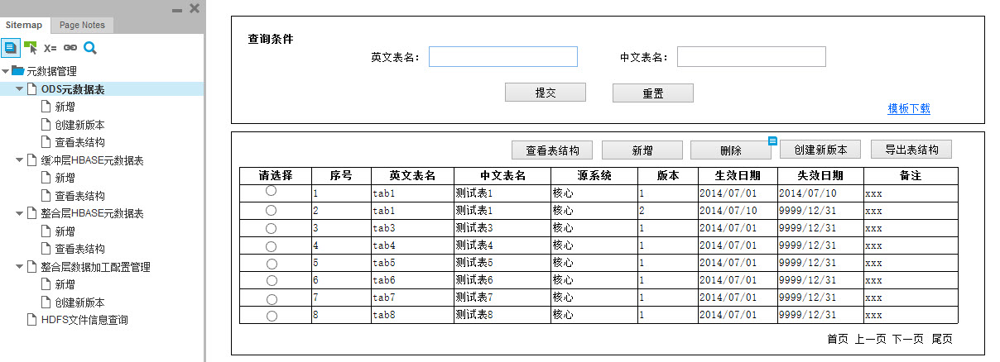 Sitemap Page Notes
X=
元数据管理
ODS元数据表
新增
创建新版本
查看表结构
缓冲层HBASE元数据表
新增
查看表结构
整合层HBASE元数据表
新增
查看表结构
整合层数据加工配置管理
新增
创建新版本
HDFS文件信息查询
查询条件
英文表名： 中文表名：
提交 重置
模板下载
查看表结构 新增 删除 创建新版本 导出表结构
请选择 序号 英文表名 中文表名 源系统 版本 生效日期 失效日期 备注
1 tab1 测试表1 核心 1 2014/07/01 2014/07/10 xxx
2 tab1 测试表1 核心 2 2014/07/10 9999/12/31 xxx
3 tab3 测试表3 核心 1 2014/07/01 9999/12/31 xxx
4 tab4 测试表4 核心 1 2014/07/01 9999/12/31 xxx
5 tab5 测试表5 核心 1 2014/07/01 9999/12/31 xxx
6 tab6 测试表6 核心 1 2014/07/01 9999/12/31 xxx
7 tab7 测试表7 核心 1 2014/07/01 9999/12/31 xxx
8 tab8 测试表8 核心 1 2014/07/01 9999/12/31 xxx
首页 上一页 下一页 尾页